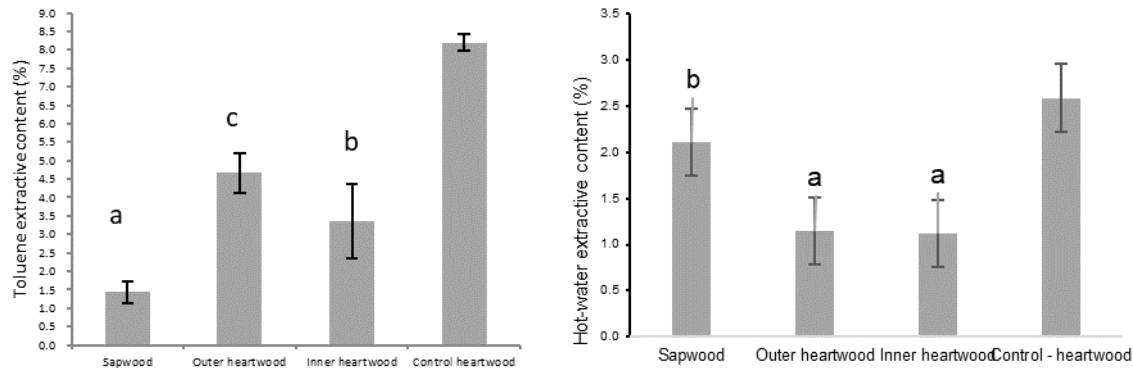 Toluene extractive content (%)
9.0
8.5
8.0
7.5
7.0
6.5
6.0
5.5
5.0
4.5
4.0
3.5
3.0
2.5
2.0
1.5
1.0
0.5
0.0
a
c
b
Sapwood Outer heartwood Inner heartwood Control heartwood
Hot-water extractive content (%)
3.5
3.0
2.5
2.0
1.5
1.0
0.5
0.0
b
a
a
Sapwood Outer heartwood Inner heartwood Control - heartwood